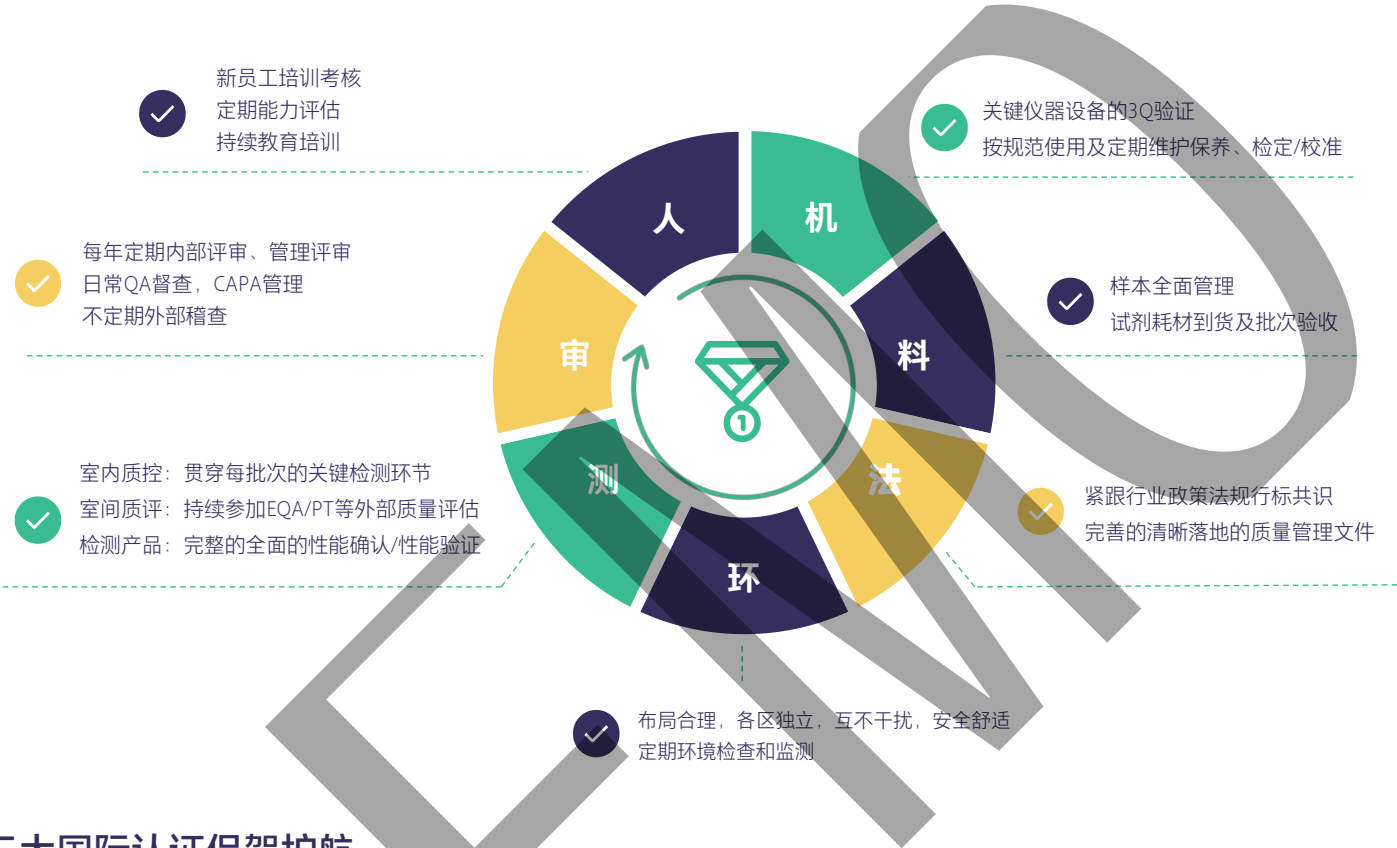 新员工培训考核
定期能力评估
持续教育培训
关键仪器设备的3Q验证
按规范使用及定期维护保养、检定/校准
人
机
每年定期内部评审、管理评审
日常QA督查，CAPA管理
不定期外部稽查
样本全面管理
试剂耗材到货及批次验收
审
料
1
室内质控：贯穿每批次的关键检测环节
室间质评：持续参加EQA/PT等外部质量评估
检测产品：完整的全面的性能确认/性能验证
测
法
紧跟行业政策法规行标共识
完善的清晰落地的质量管理文件
环
布局合理，各区独立，互不干扰，安全舒适
定期环境检查和监测
大国际认证保驾护航